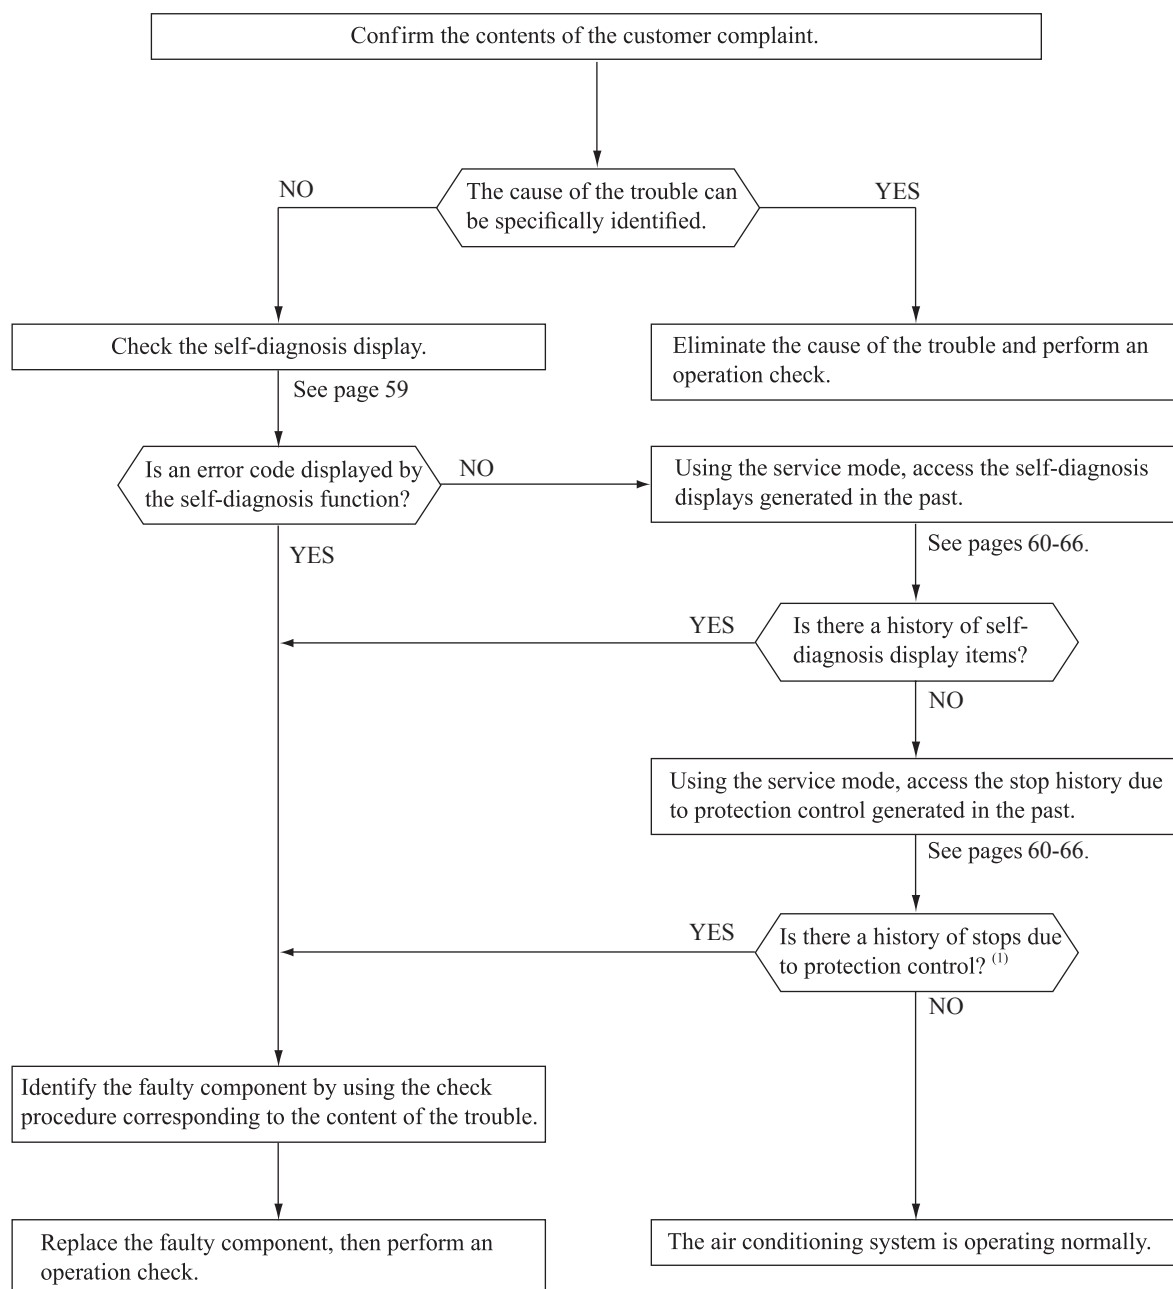 Confirm the contents of the customer complaint.
The cause of the trouble can
be specifically identified.
NO
YES
Check the self-diagnosis display.
See page 59
Eliminate the cause of the trouble and perform an
operation check.
Is an error code displayed by
the self-diagnosis function?
NO
YES
Using the service mode, access the self-diagnosis
displays generated in the past.
See pages 60-66.
Is there a history of self-
diagnosis display items?
YES
NO
Using the service mode, access the stop history due
to protection control generated in the past.
See pages 60-66.
Is there a history of stops due
to protection control? (1)
YES
NO
Identify the faulty component by using the check
procedure corresponding to the content of the trouble.
Replace the faulty component, then perform an
operation check.
The air conditioning system is operating normally.